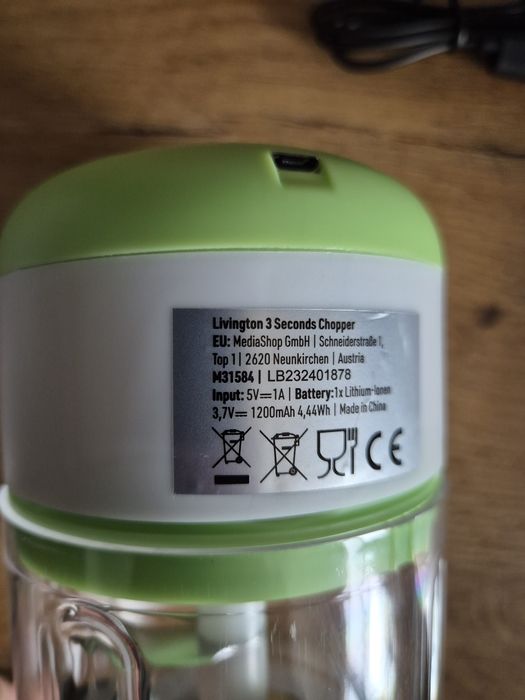 Livington 3 Seconds Chopper
EU: MediaShop GmbH | Schneiderstraße 1,
Top 1 | 2620 Neunkirchen | Austria
M31584 | LB232401878
Input: 5V⎓1A | Battery:1x Lithium-Ionen
3,7V⎓ | 1200mAh 4,44Wh | Made in China
CE